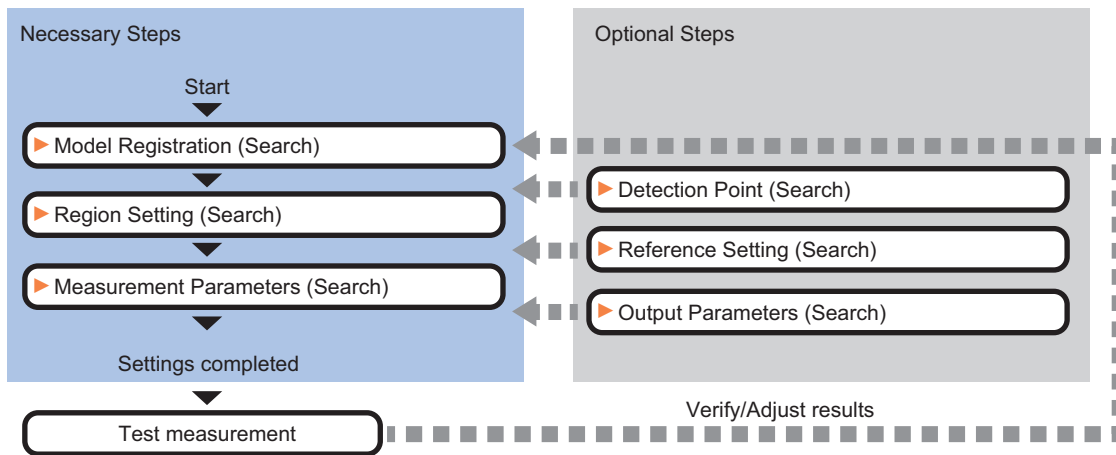 Necessary Steps
Start
Model Registration (Search)
Region Setting (Search)
Measurement Parameters (Search)
Settings completed
Test measurement
Optional Steps
Detection Point (Search)
Reference Setting (Search)
Output Parameters (Search)
Verify/Adjust results